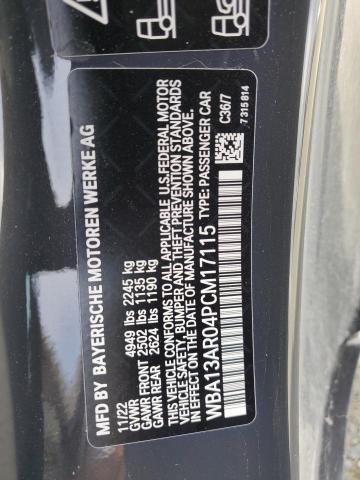 MFD BY BAYERISCHE MOTOREN WERKE AG
11/22
GVWR 4949 lbs 2245 kg
GAWR FRONT 2502 lbs 1135 kg
GAWR REAR 2624 lbs 1190 kg
THIS VEHICLE CONFORMS TO ALL APPLICABLE U.S.FEDERAL MOTOR
VEHICLE SAFETY, BUMPER AND THEFT PREVENTION STANDARDS
IN EFFECT ON THE DATE OF MANUFACTURE SHOWN ABOVE.
WBA13AR04PCM17115 TYPE: PASSENGER CAR
C36/7
7 315 814